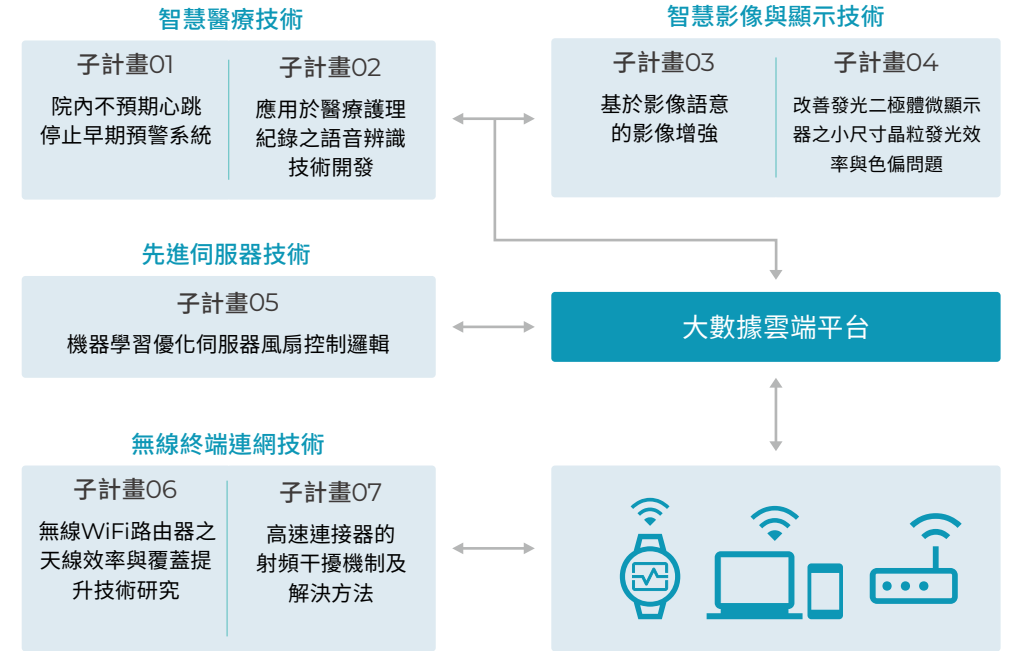 智慧醫療技術
子計畫01
院內不預期心跳
停止早期預警系統
子計畫02
應用於醫療護理
紀錄之語音辨識
技術開發
智慧影像與顯示技術
子計畫03
基於影像語意
的影像增強
子計畫04
改善發光二極體微顯示
器之小尺寸晶粒發光效
率與色偏問題
先進伺服器技術
子計畫05
機器學習優化伺服器風扇控制邏輯
大數據雲端平台
無線終端連網技術
子計畫06
無線WiFi路由器之
天線效率與覆蓋提
升技術研究
子計畫07
高速連接器的
射頻干擾機制及
解決方法